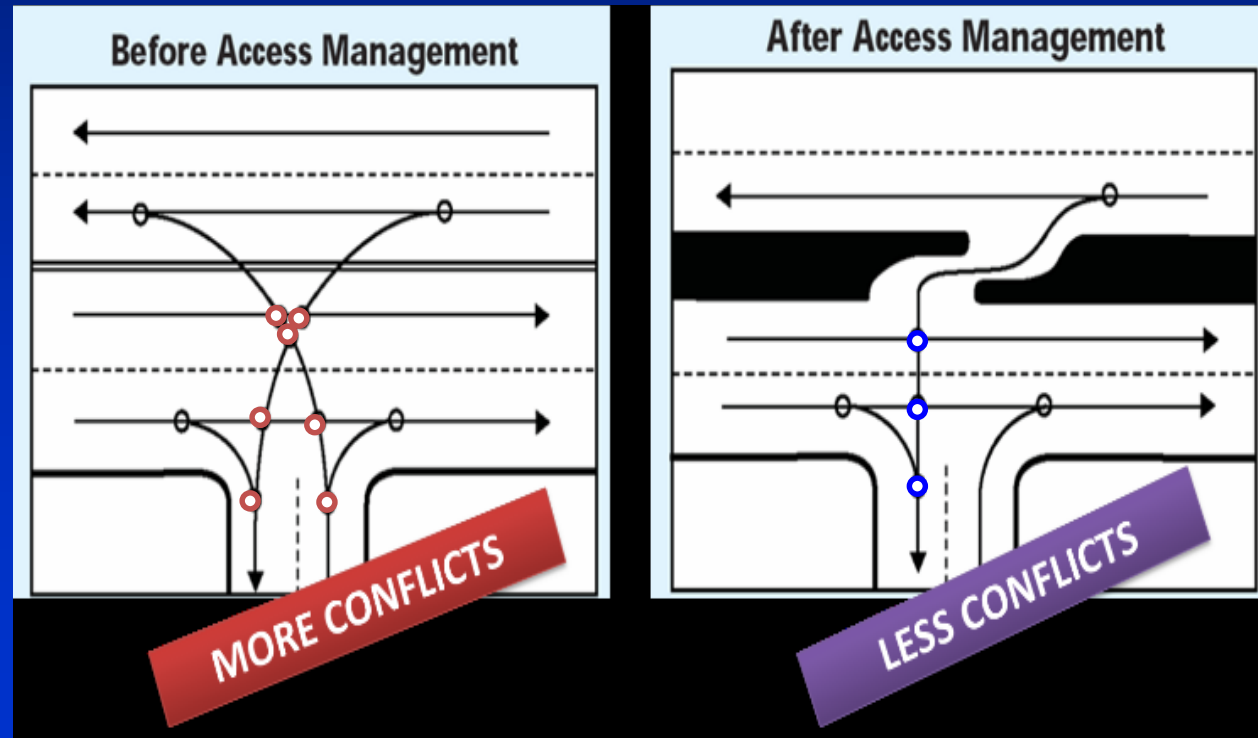 Before Access Management
MORE CONFLICTS
After Access Management
LESS CONFLICTS